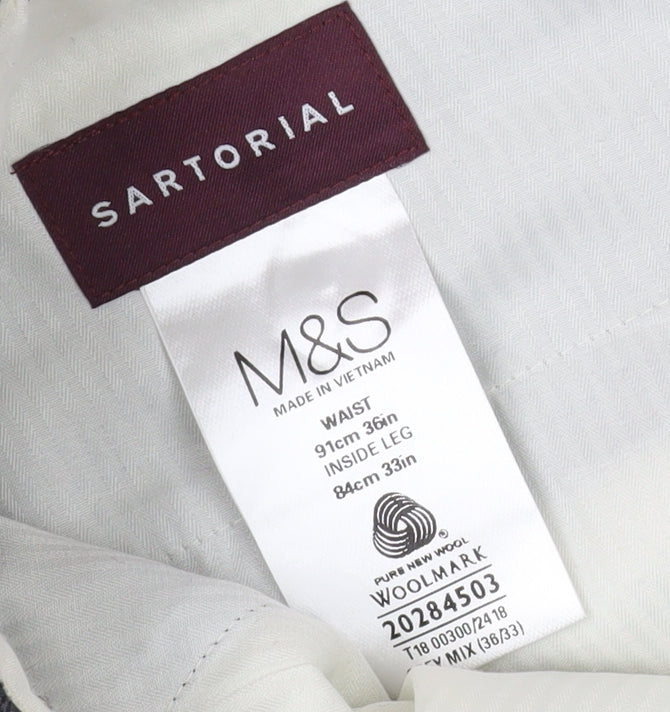 SARTORIAL
M&S
MADE IN VIETNAM
WAIST
91cm 36in
INSIDE LEG
84cm 33in
®
PURE NEW WOOL
WOOLMARK
20284503
T18 00300/2418
MIX (36/33)